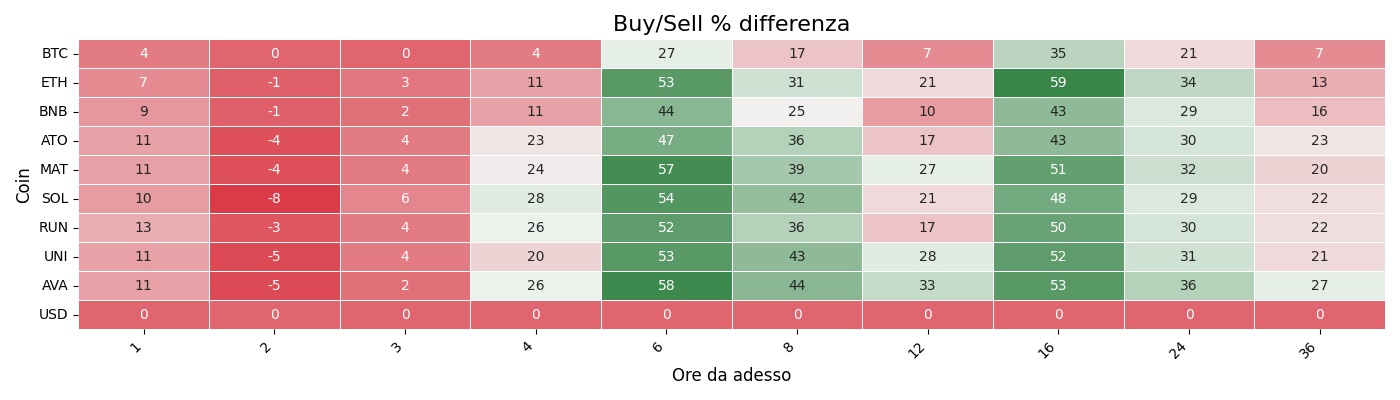 Buy/Sell % differenza
Coin
BTC 4 0 0 4 27 17 7 35 21 7
ETH 7 -1 3 11 53 31 21 59 34 13
BNB 9 -1 2 11 44 25 10 43 29 16
ATO 11 -4 4 23 47 36 17 43 30 23
MAT 11 -4 4 24 57 39 27 51 32 20
SOL 10 -8 6 28 54 42 21 48 29 22
RUN 13 -3 4 26 52 36 17 50 30 22
UNI 11 -5 4 20 53 43 28 52 31 21
AVA 11 -5 2 26 58 44 33 53 36 27
USD 0 0 0 0 0 0 0 0 0 0
1 2 3 4 6 8 12 16 24 36
Ore da adesso